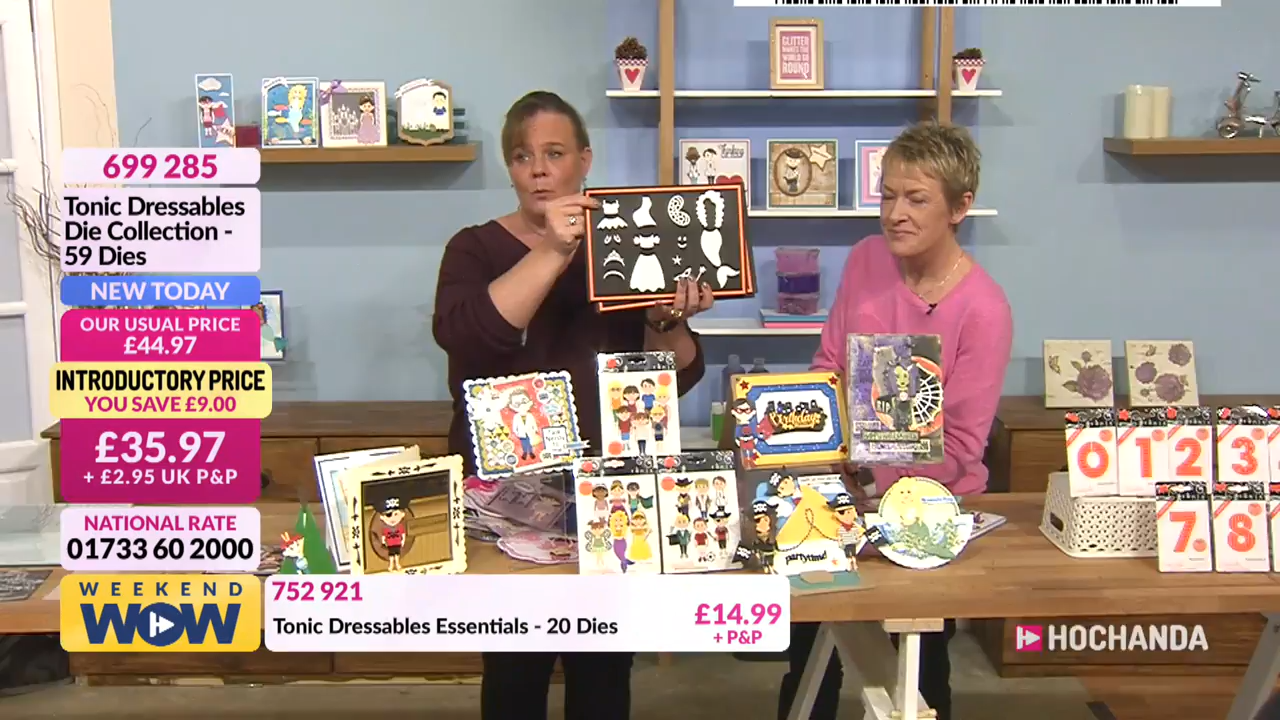 GLITTER
MAKES THE
WORLD GO
ROUND
699 285
Tonic Dressables
Die Collection -
59 Dies
NEW TODAY
OUR USUAL PRICE
£44.97
INTRODUCTORY PRICE
YOU SAVE £9.00
£35.97
+ £2.95 UK P&P
NATIONAL RATE
01733 60 2000
WEEKEND
WOW
752 921
Tonic Dressables Essentials - 20 Dies
£14.99
+ P&P
HOCHANDA
Birthday
partytime!
0
1
2
3
7
8